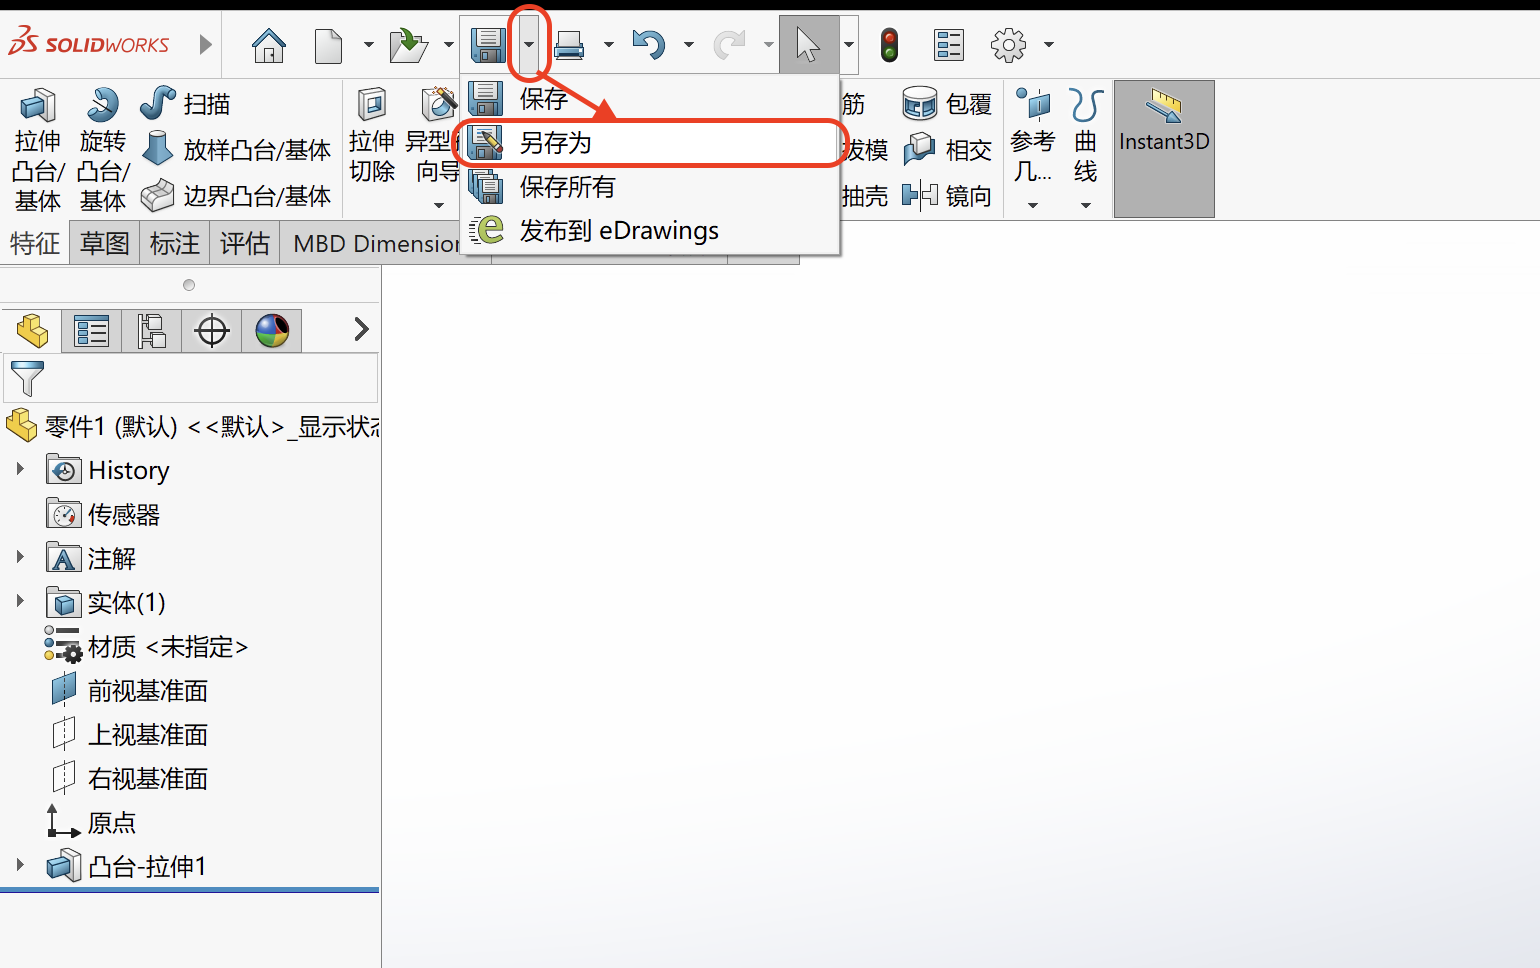 SOLIDWORKS
保存
另存为
保存所有
发布到 eDrawings
拉伸
凸台/
基体
旋转
凸台/
基体
扫描
放样凸台/基体
边界凸台/基体
拉伸
切除
异型
向导
筋
拔模
抽壳
包覆
相交
镜向
参考
几...
曲
线
Instant3D
特征
草图
标注
评估
MBD Dimension
零件1 (默认) <<默认>_显示状态
History
传感器
注解
实体(1)
材质 <未指定>
前视基准面
上视基准面
右视基准面
原点
凸台-拉伸1